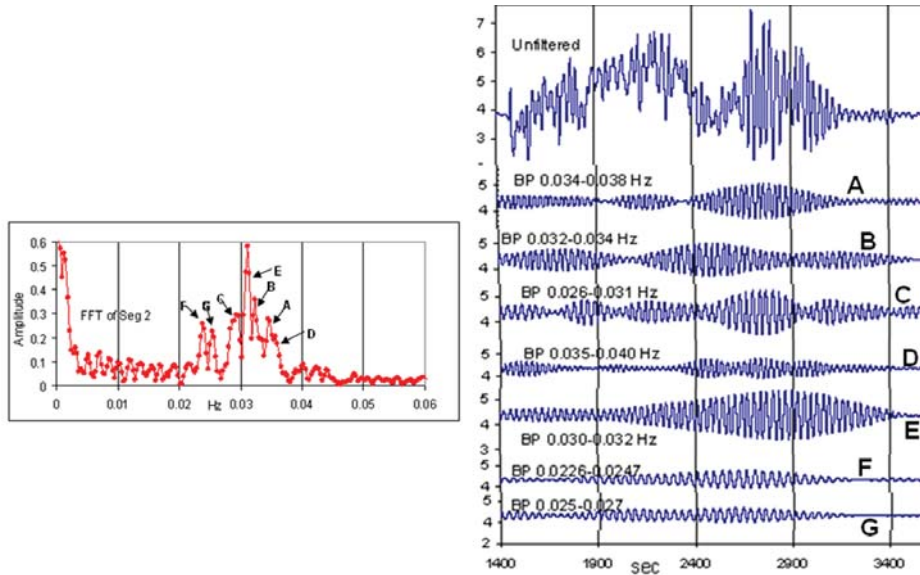 0.6
0.5
0.4
0.3
0.2
0.1
0
Amplitude
FFT of Seg 2
F
G
C
E
B
A
D
0
0.01
0.02
0.03
0.04
0.05
0.06
Hz
7
6
5
4
3
Unfiltered
5
4
BP 0.034-0.038 Hz
A
5
4
BP 0.032-0.034 Hz
B
5
4
BP 0.026-0.031 Hz
C
5
4
BP 0.035-0.040 Hz
D
5
4
3
BP 0.030-0.032 Hz
E
5
4
BP 0.0226-0.0247
F
5
4
2
BP 0.025-0.027
G
1400
1900
2400
2900
3400
sec